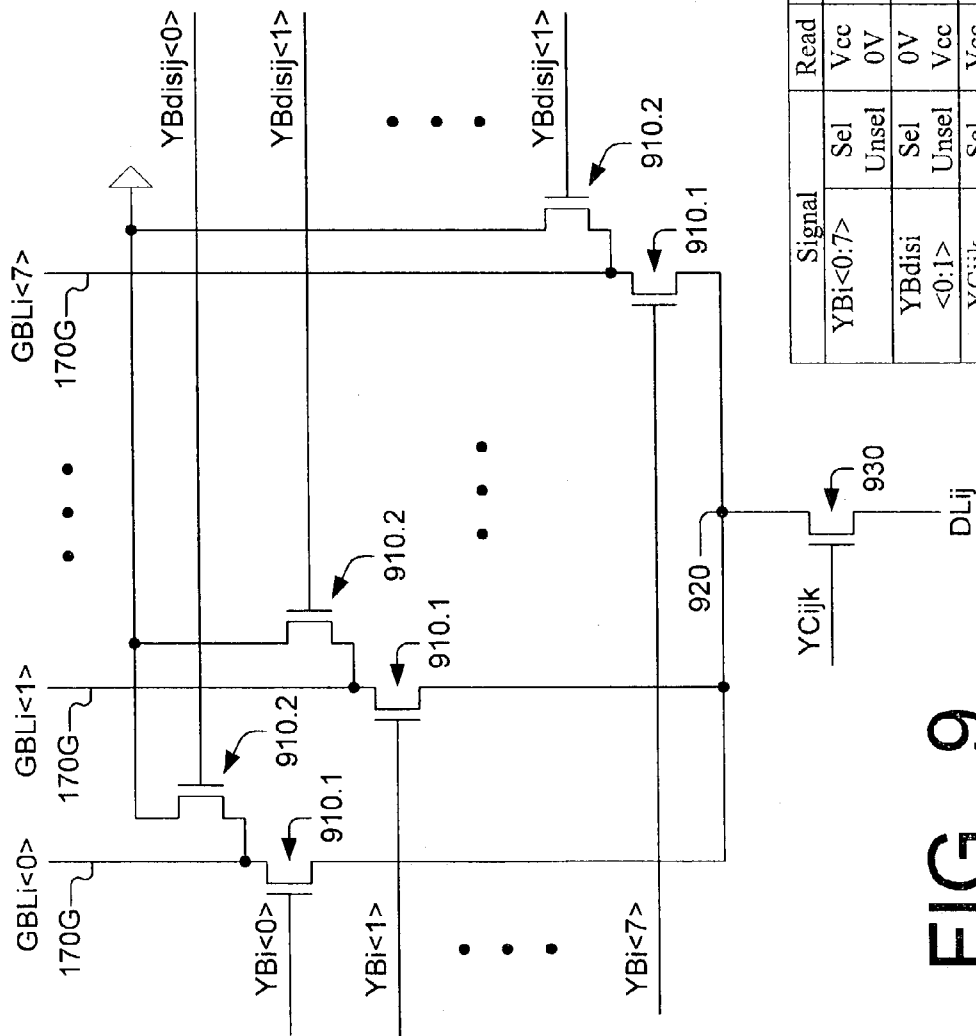 GBLi<0>
GBLi<1>
GBLi<7>
170G
170G
170G
YBdisij<0>
YBdisij<1>
YBdisij<1>
910.2
910.2
910.2
910.1
910.1
910.1
YBi<0>
YBi<1>
YBi<7>
920
YCijk
930
DLij
Signal Read
YBi<0:7> Sel Vcc
Unsel 0V
YBdisi Sel 0V
<0:1> Unsel Vcc
FIG 9